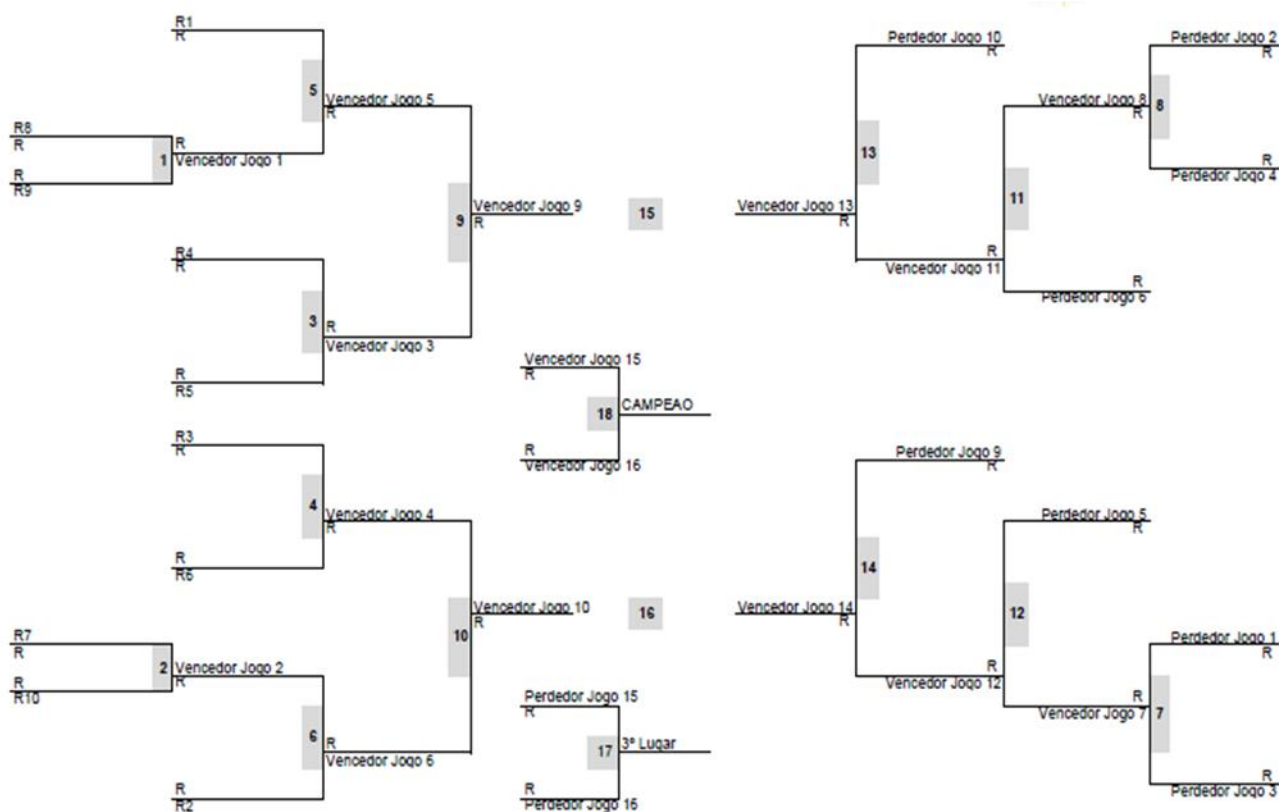 R1
R
5
Vencedor Jogo 5
R
R8
R
1
R
Vencedor Jogo 1
R
R9
9
Vencedor Jogo 9
R
R4
R
3
R
Vencedor Jogo 3
R
R5
R3
R
4
Vencedor Jogo 4
R
R
R6
10
Vencedor Jogo 10
R
R7
R
2
Vencedor Jogo 2
R
R
R10
6
R
Vencedor Jogo 6
R
R2
15
Vencedor Jogo 15
R
18
CAMPEAO
R
Vencedor Jogo 16
16
Perdedor Jogo 15
R
17
3º Lugar
R
Perdedor Jogo 16
Perdedor Jogo 10
R
13
Vencedor Jogo 13
R
R
Vencedor Jogo 11
Perdedor Jogo 2
R
Vencedor Jogo 8
R
8
R
Perdedor Jogo 4
11
R
Perdedor Jogo 6
Perdedor Jogo 9
R
14
Vencedor Jogo 14
R
R
Vencedor Jogo 12
Perdedor Jogo 5
R
12
Perdedor Jogo 1
R
R
Vencedor Jogo 7
7
R
Perdedor Jogo 3